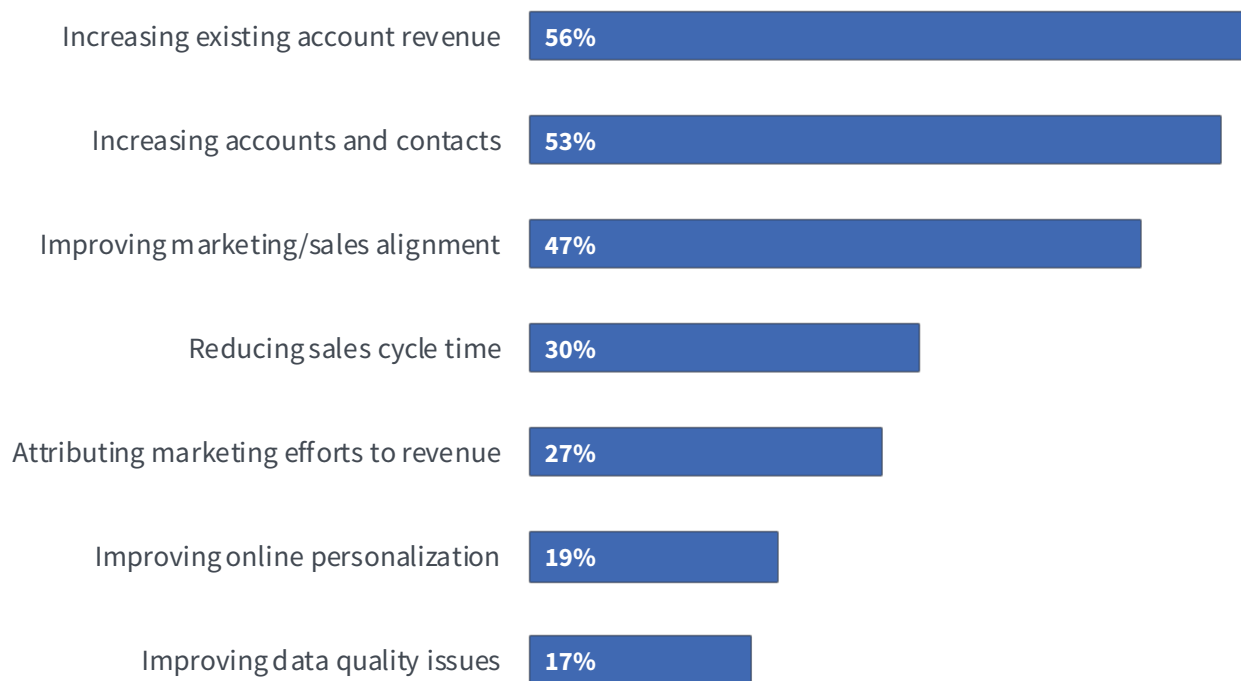 Increasing existing account revenue 56%
Increasing accounts and contacts 53%
Improving marketing/sales alignment 47%
Reducing sales cycle time 30%
Attributing marketing efforts to revenue 27%
Improving online personalization 19%
Improving data quality issues 17%